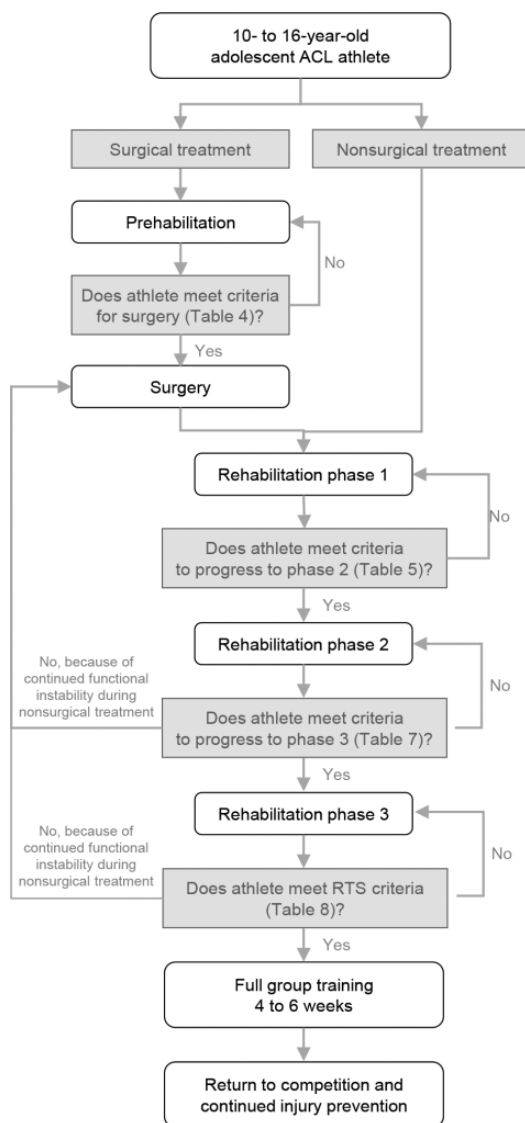 10- to 16-year-old
adolescent ACL athlete
Surgical treatment
Nonsurgical treatment
Prehabilitation
No
Does athlete meet criteria
for surgery (Table 4)?
Yes
Surgery
Rehabilitation phase 1
No
Does athlete meet criteria
to progress to phase 2 (Table 5)?
Yes
Rehabilitation phase 2
No, because of
continued functional
instability during
nonsurgical treatment
No
Does athlete meet criteria
to progress to phase 3 (Table 7)?
Yes
Rehabilitation phase 3
No, because of
continued functional
instability during
nonsurgical treatment
No
Does athlete meet RTS criteria
(Table 8)?
Yes
Full group training
4 to 6 weeks
Return to competition and
continued injury prevention